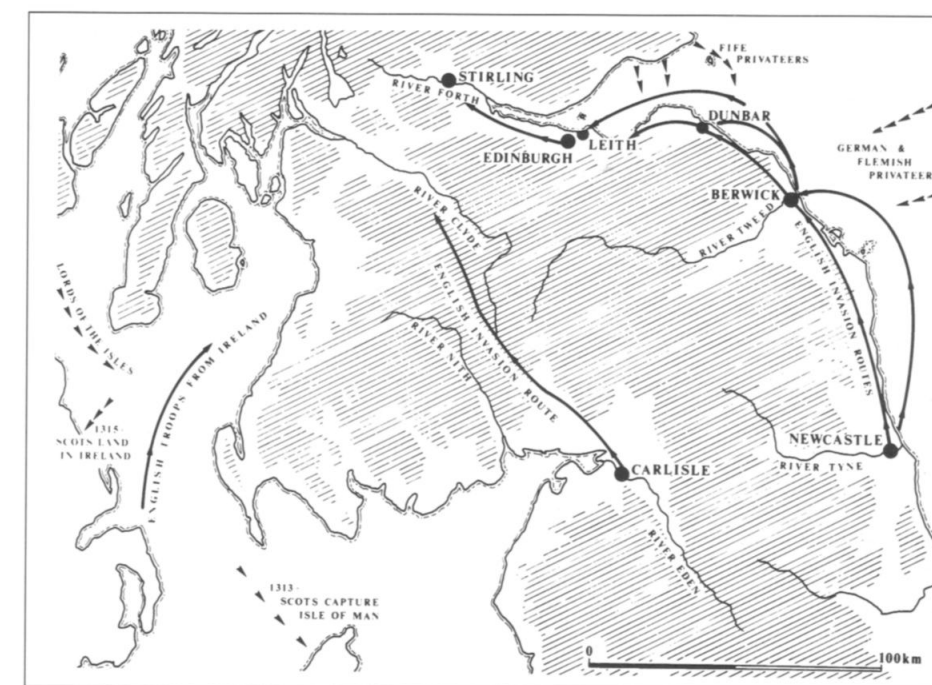 FIFE
PRIVATEERS
STIRLING
RIVER FORTH
DUNBAR
LEITH
EDINBURGH
GERMAN &
FLEMISH
PRIVATEER
BERWICK
RIVER CLYDE
RIVER TWEED
LORDS OF THE ISLES
ENGLISH TROOPS FROM IRELAND
ENGLISH INVASION ROUTE
ENGLISH INVASION ROUTES
RIVER NITH
1315-
SCOTS LAND
IN IRELAND
NEWCASTLE
RIVER TYNE
CARLISLE
RIVER EDEN
1313-
SCOTS CAPTURE
ISLE OF MAN
0
100km